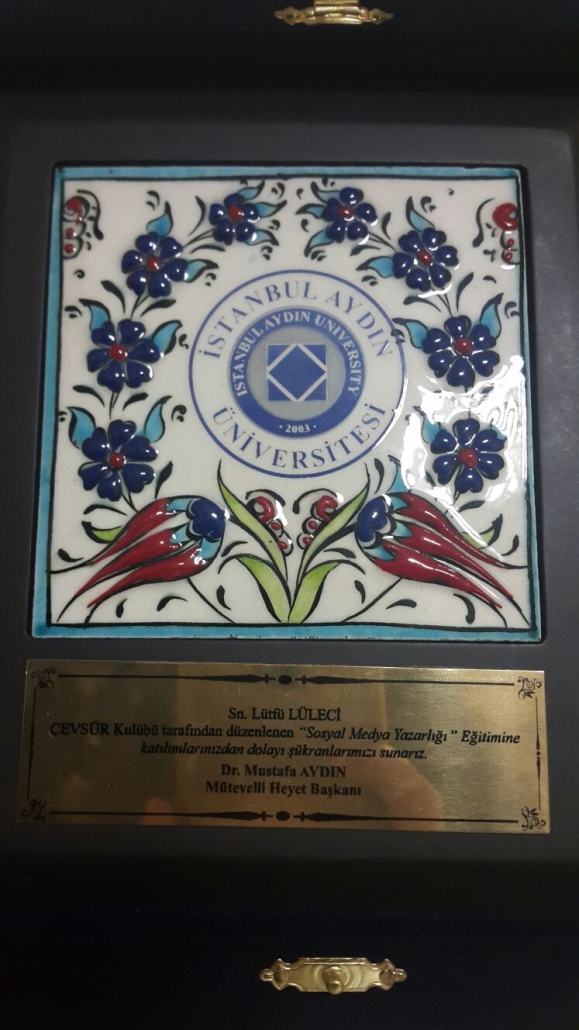 İSTANBUL AYDIN
ÜNİVERSİTESİ
İSTANBUL AYDIN UNIVERSITY
· 2003 ·
Sn. Lütfü LÜLECİ
ÇEVSÜR Kulübü tarafından düzenlenen “Sosyal Medya Yazarlığı” Eğitimine
katılımlarınızdan dolayı şükranlarımızı sunarız.
Dr. Mustafa AYDIN
Mütevelli Heyet Başkanı